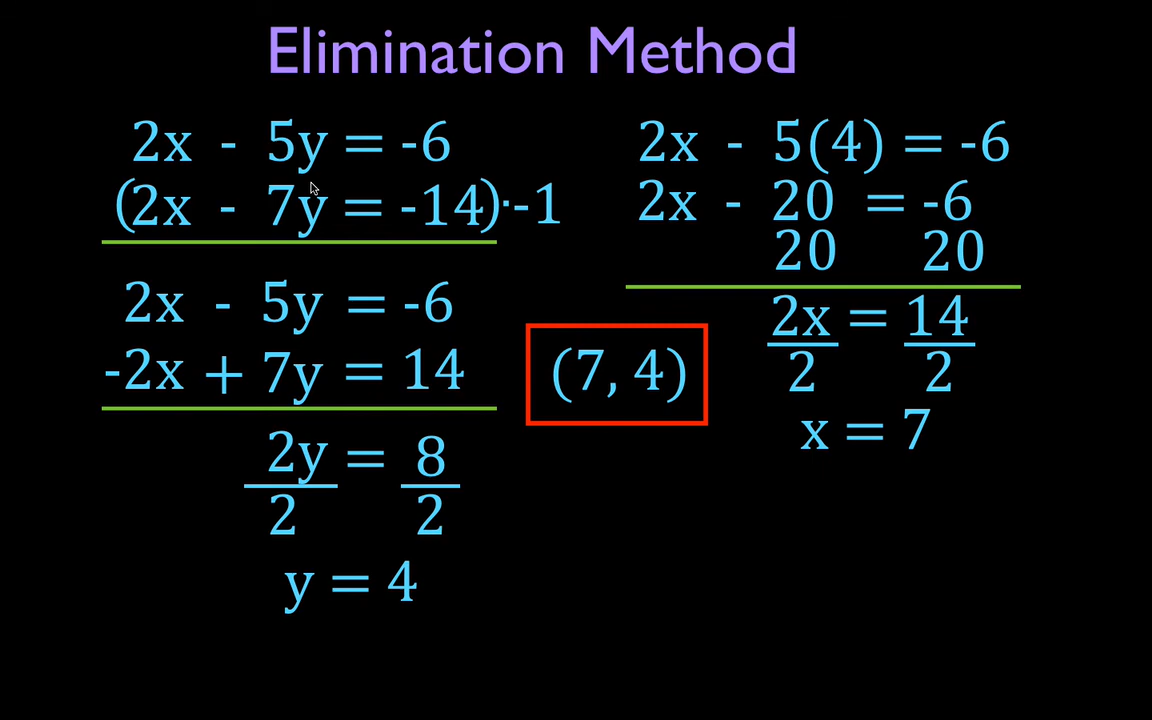 Elimination Method
2x - 5y = -6
(2x - 7y = -14)·-1
2x - 5y = -6
-2x + 7y = 14
2y = 8
2 2
y = 4
(7, 4)
2x - 5(4) = -6
2x - 20 = -6
20 20
2x = 14
2 2
x = 7